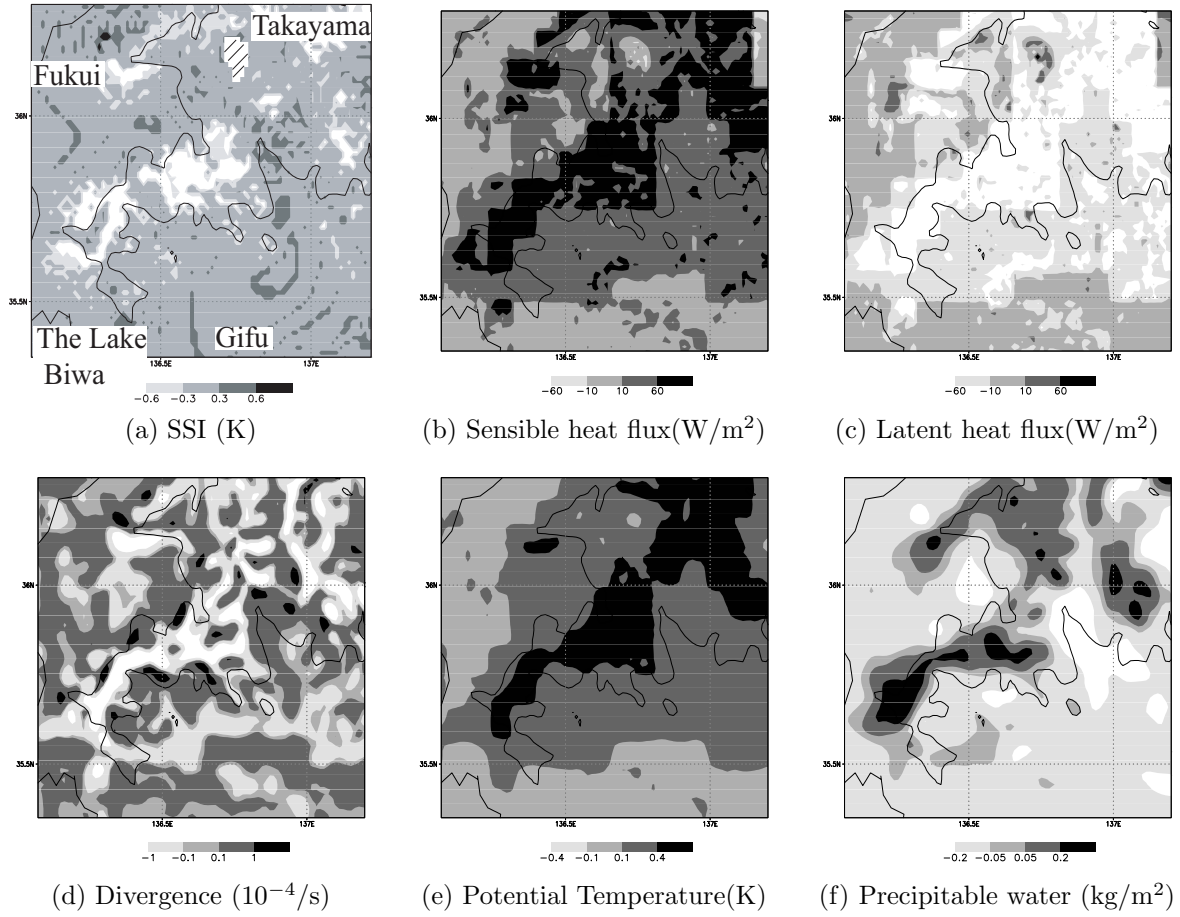 Takayama
Fukui
36N
35.5N
The Lake
Biwa
Gifu
136.5E 137E
−0.6 −0.3 0.3 0.6
(a) SSI (K)
36N
35.5N
136.5E 137E
−60 −10 10 60
(b) Sensible heat flux(W/m²)
36N
35.5N
136.5E 137E
−60 −10 10 60
(c) Latent heat flux(W/m²)
36N
35.5N
136.5E 137E
−1 −0.1 0.1 1
(d) Divergence (10⁻⁴/s)
36N
35.5N
136.5E 137E
−0.4 −0.1 0.1 0.4
(e) Potential Temperature(K)
36N
35.5N
136.5E 137E
−0.2 −0.05 0.05 0.2
(f) Precipitable water (kg/m²)